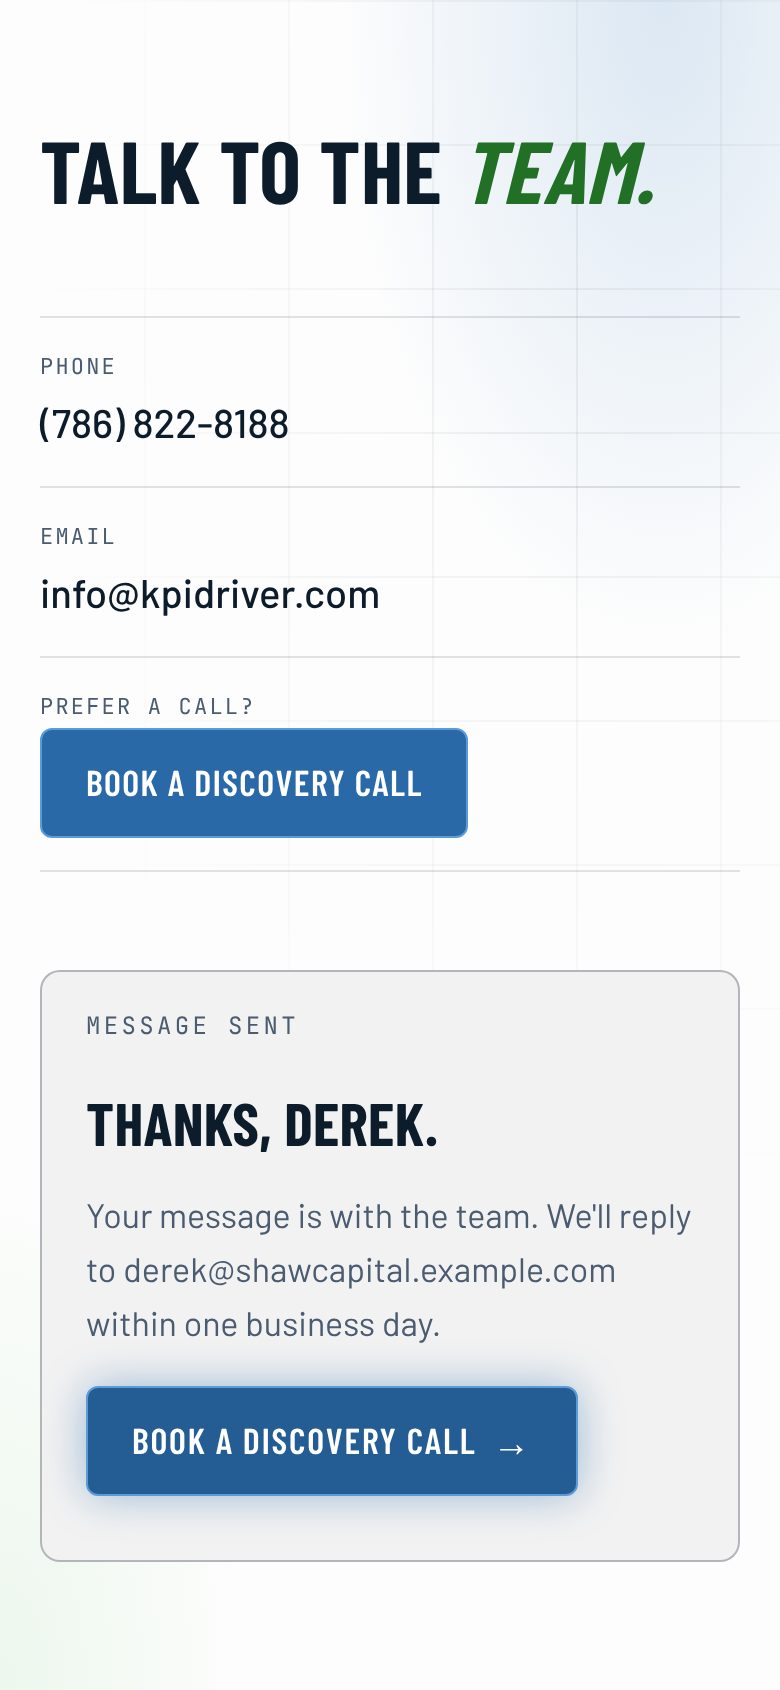 TALK TO THE TEAM.
PHONE
(786) 822-8188
EMAIL
info@kpidriver.com
PREFER A CALL?
BOOK A DISCOVERY CALL
MESSAGE SENT
THANKS, DEREK.
Your message is with the team. We'll reply
to derek@shawcapital.example.com
within one business day.
BOOK A DISCOVERY CALL →